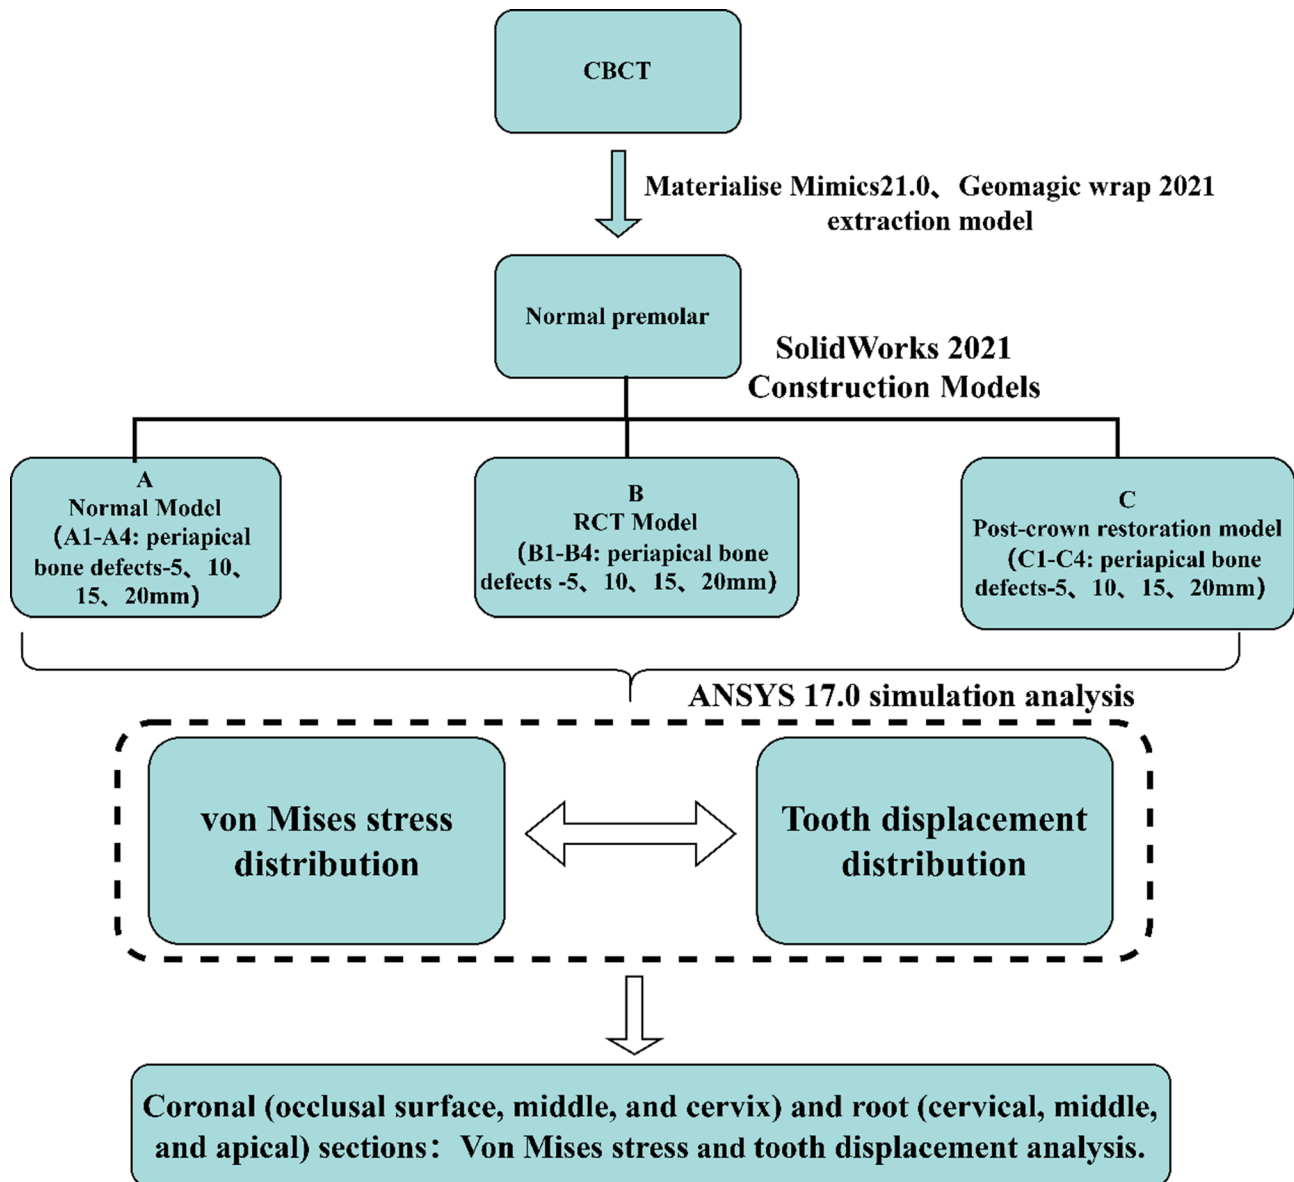 CBCT
Materialise Mimics21.0、Geomagic wrap 2021
extraction model
Normal premolar
SolidWorks 2021
Construction Models
A
Normal Model
（A1-A4: periapical
bone defects-5、10、
15、20mm）
B
RCT Model
（B1-B4: periapical bone
defects -5、10、15、20mm）
C
Post-crown restoration model
（C1-C4: periapical bone
defects-5、10、15、20mm）
ANSYS 17.0 simulation analysis
von Mises stress
distribution
Tooth displacement
distribution
Coronal (occlusal surface, middle, and cervix) and root (cervical, middle,
and apical) sections： Von Mises stress and tooth displacement analysis.